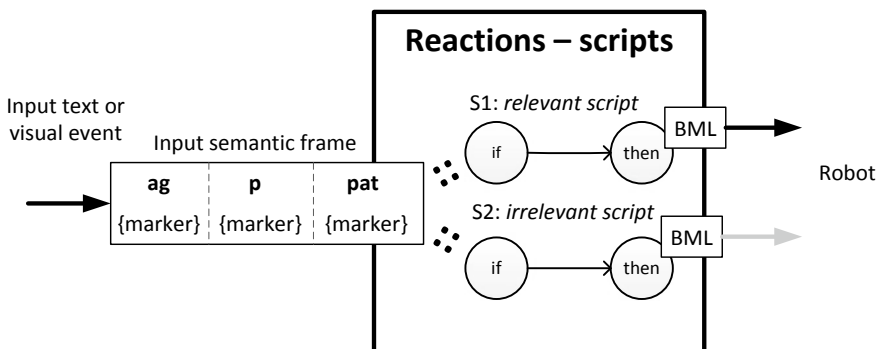 Reactions – scripts
Input text or
visual event
Input semantic frame
ag p pat
{marker} {marker} {marker}
S1: relevant script
if then BML
S2: irrelevant script
if then BML
Robot